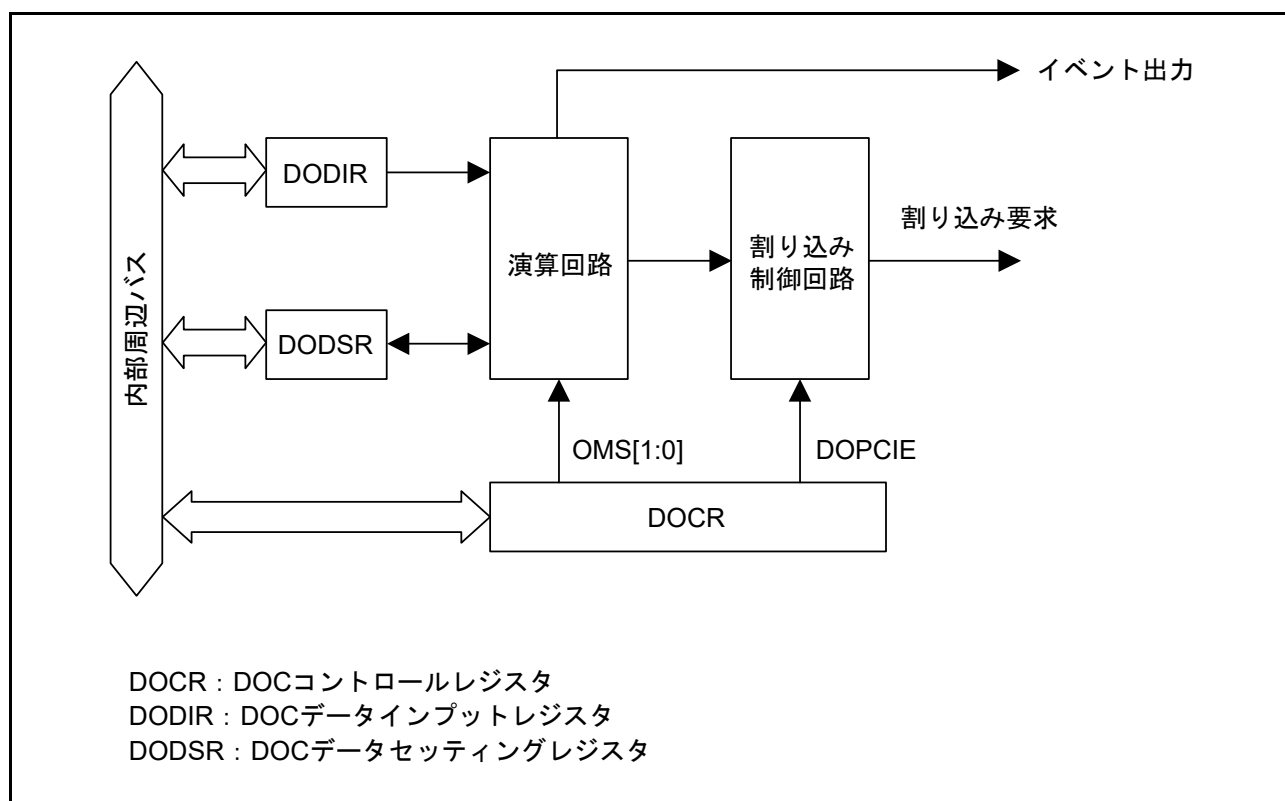 イベント出力
DODIR
割り込み要求
演算回路
割り込み
制御回路
内部周辺バス
DODSR
OMS[1:0]
DOPCIE
DOCR
DOCR：DOCコントロールレジスタ
DODIR：DOCデータインプットレジスタ
DODSR：DOCデータセッティングレジスタ